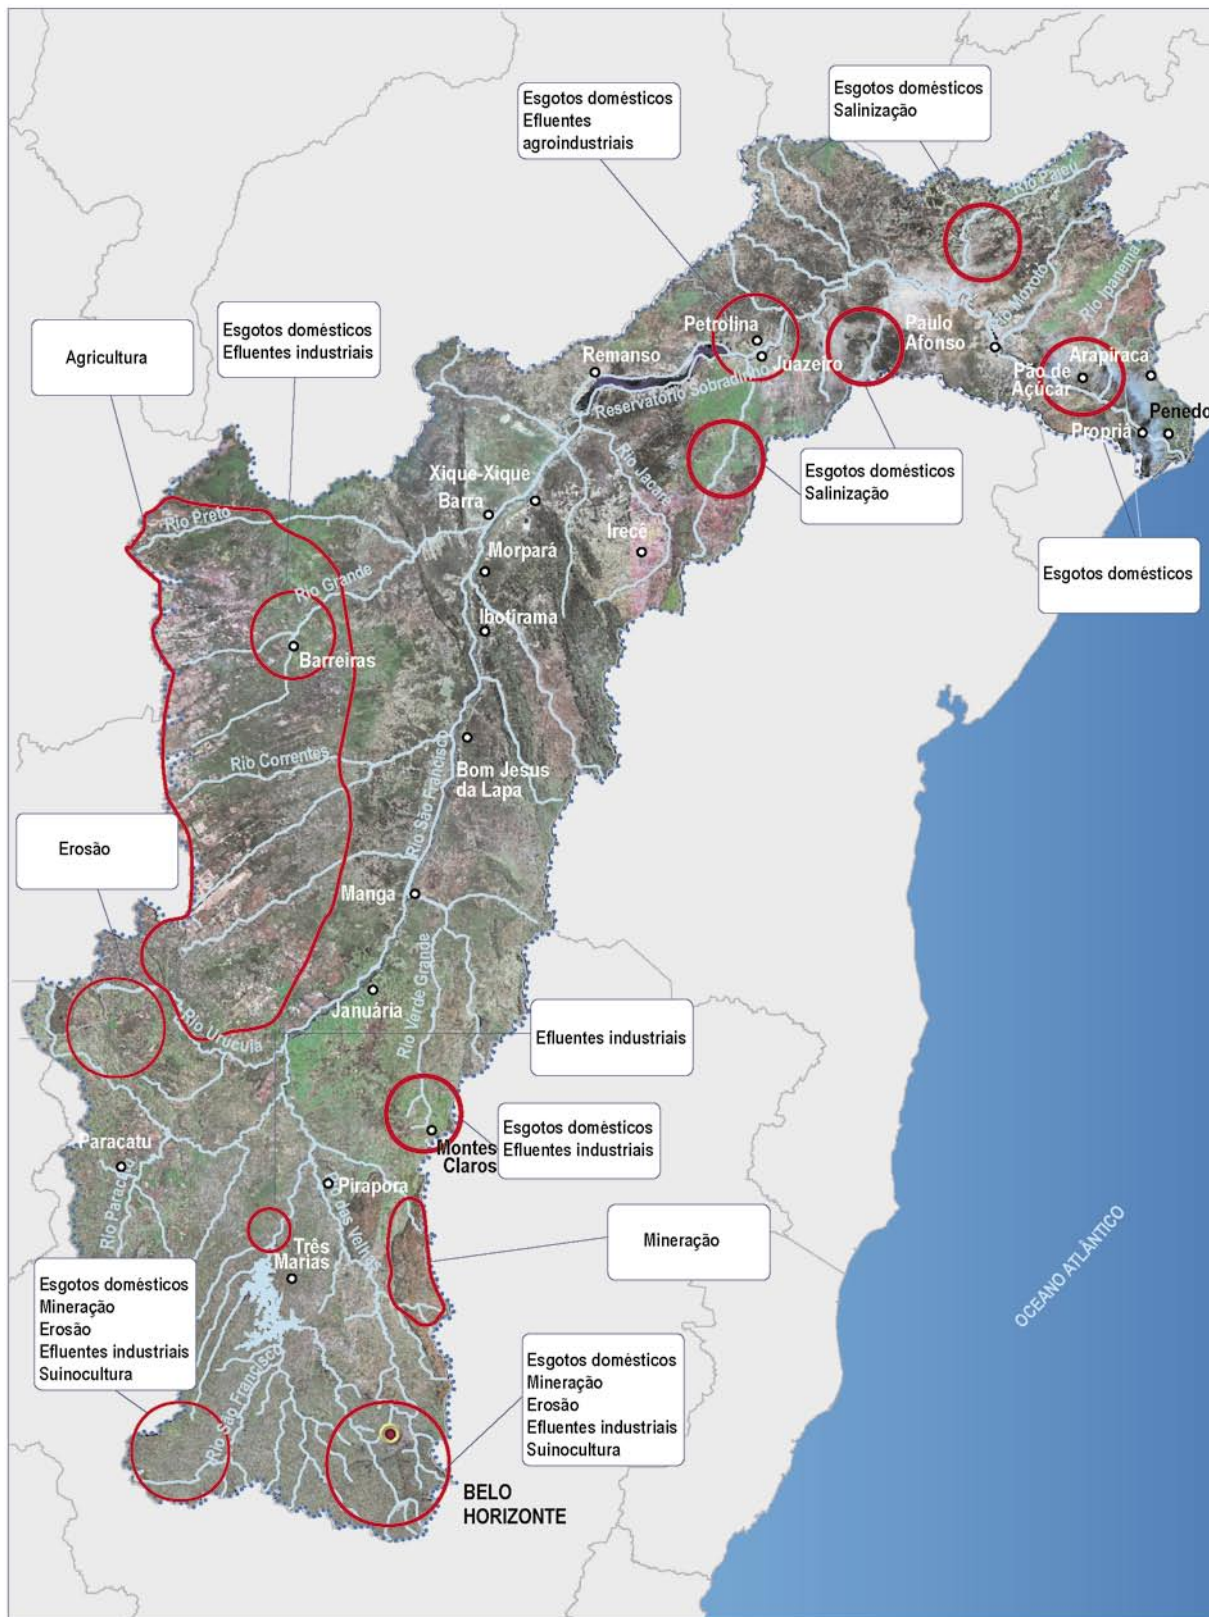 Esgotos domésticos
Salinização
Esgotos domésticos
Efluentes
agroindustriais
Rio Pajeú
Rio Moxotó
Rio Ipanema
Petrolina
Juazeiro
Paulo
Afonso
Arapiraca
Pão de
Açúcar
Penedo
Propriá
Remanso
Reservatório Sobradinho
Esgotos domésticos
Efluentes industriais
Agricultura
Rio Jacaré
Esgotos domésticos
Salinização
Xique-Xique
Barra
Irecê
Rio Preto
Morpará
Esgotos domésticos
Rio Grande
Ibotirama
Barreiras
Rio Correntes
Bom Jesus
da Lapa
Rio São Francisco
Erosão
Manga
Rio Verde Grande
Januária
Rio Urucuia
Efluentes industriais
Esgotos domésticos
Efluentes industriais
Montes
Claros
Paracatu
Rio Paracatu
Pirapora
Rio das Velhas
Mineração
Três
Marias
Esgotos domésticos
Mineração
Erosão
Efluentes industriais
Suinocultura
OCEANO ATLÂNTICO
Rio São Francisco
Esgotos domésticos
Mineração
Erosão
Efluentes industriais
Suinocultura
BELO
HORIZONTE